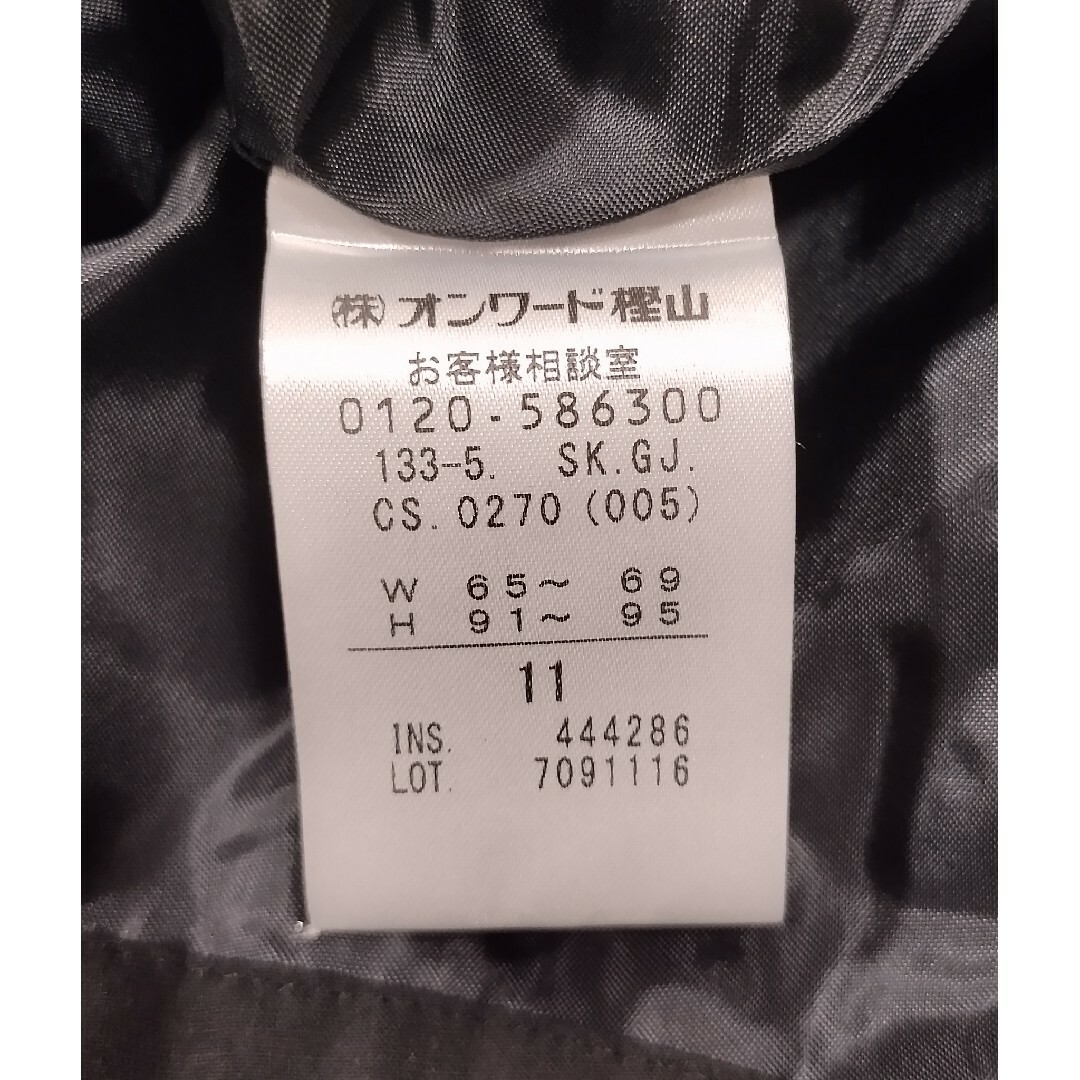 ㈱オンワード樫山
お客様相談室
0120-586300
133-5. SK.GJ.
CS.0270(005)
W 65～ 69
H 91～ 95
11
INS. 444286
LOT. 7091116